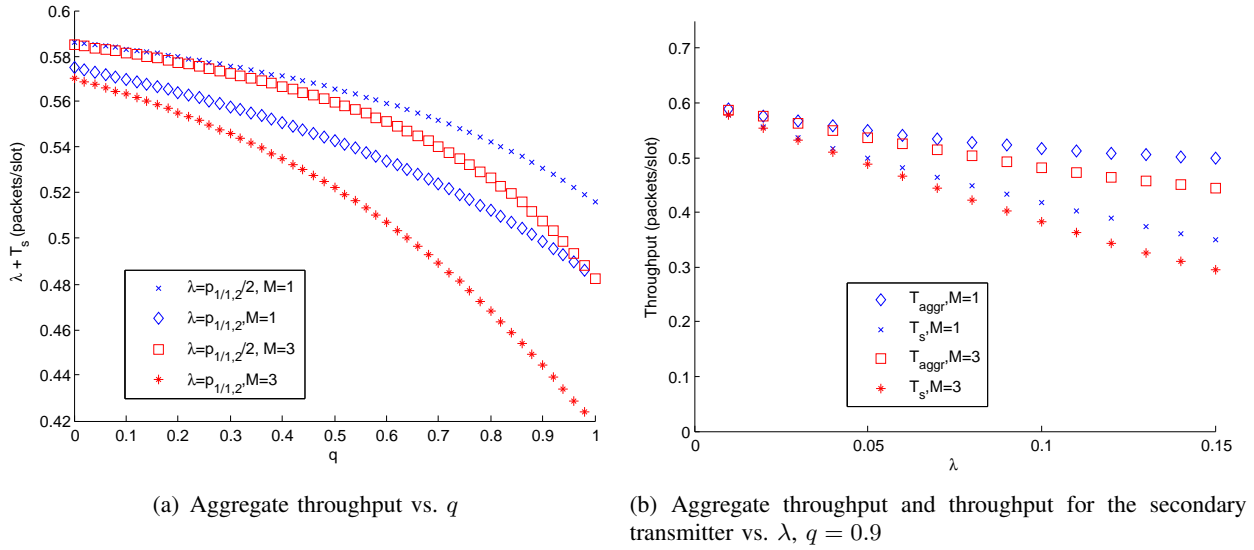 0.6
0.58
0.56
0.54
0.52
0.5
0.48
0.46
0.44
0.42
λ + T_s (packets/slot)
λ=p_{1/1,2}/2, M=1
λ=p_{1/1,2},M=1
λ=p_{1/1,2}/2, M=3
λ=p_{1/1,2},M=3
0 0.1 0.2 0.3 0.4 0.5 0.6 0.7 0.8 0.9 1
q
(a) Aggregate throughput vs. q
0.7
0.6
0.5
0.4
0.3
0.2
0.1
0
Throughput (packets/slot)
T_{aggr},M=1
T_s,M=1
T_{aggr},M=3
T_s,M=3
0 0.05 0.1 0.15
λ
(b) Aggregate throughput and throughput for the secondary
transmitter vs. λ, q = 0.9